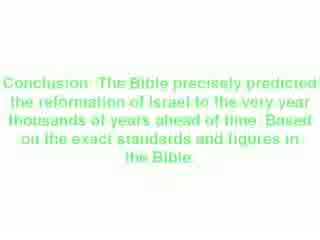 Conclusion: The Bible precisely predicted
the reformation of Israel to the very year
thousands of years ahead of time. Based
on the exact standards and figures in
the Bible.